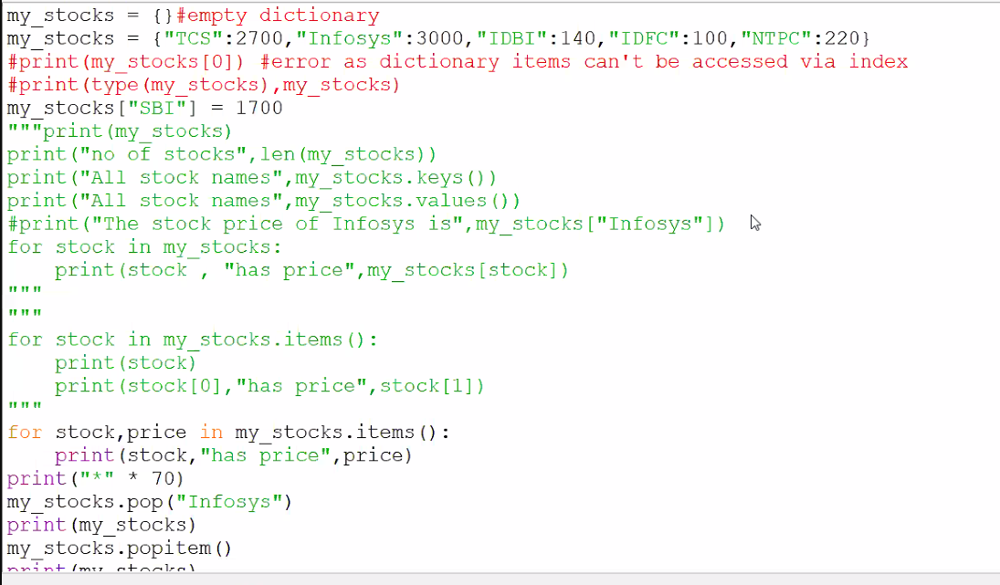 my_stocks = {}#empty dictionary
my_stocks = {"TCS":2700,"Infosys":3000,"IDBI":140,"IDFC":100,"NTPC":220}
#print(my_stocks[0]) #error as dictionary items can't be accessed via index
#print(type(my_stocks),my_stocks)
my_stocks["SBI"] = 1700
"""print(my_stocks)
print("no of stocks",len(my_stocks))
print("All stock names",my_stocks.keys())
print("All stock names",my_stocks.values())
#print("The stock price of Infosys is",my_stocks["Infosys"])
for stock in my_stocks:
    print(stock , "has price",my_stocks[stock])
"""
"""
for stock in my_stocks.items():
    print(stock)
    print(stock[0],"has price",stock[1])
"""
for stock,price in my_stocks.items():
    print(stock,"has price",price)
print("*" * 70)
my_stocks.pop("Infosys")
print(my_stocks)
my_stocks.popitem()
print(my_stocks)